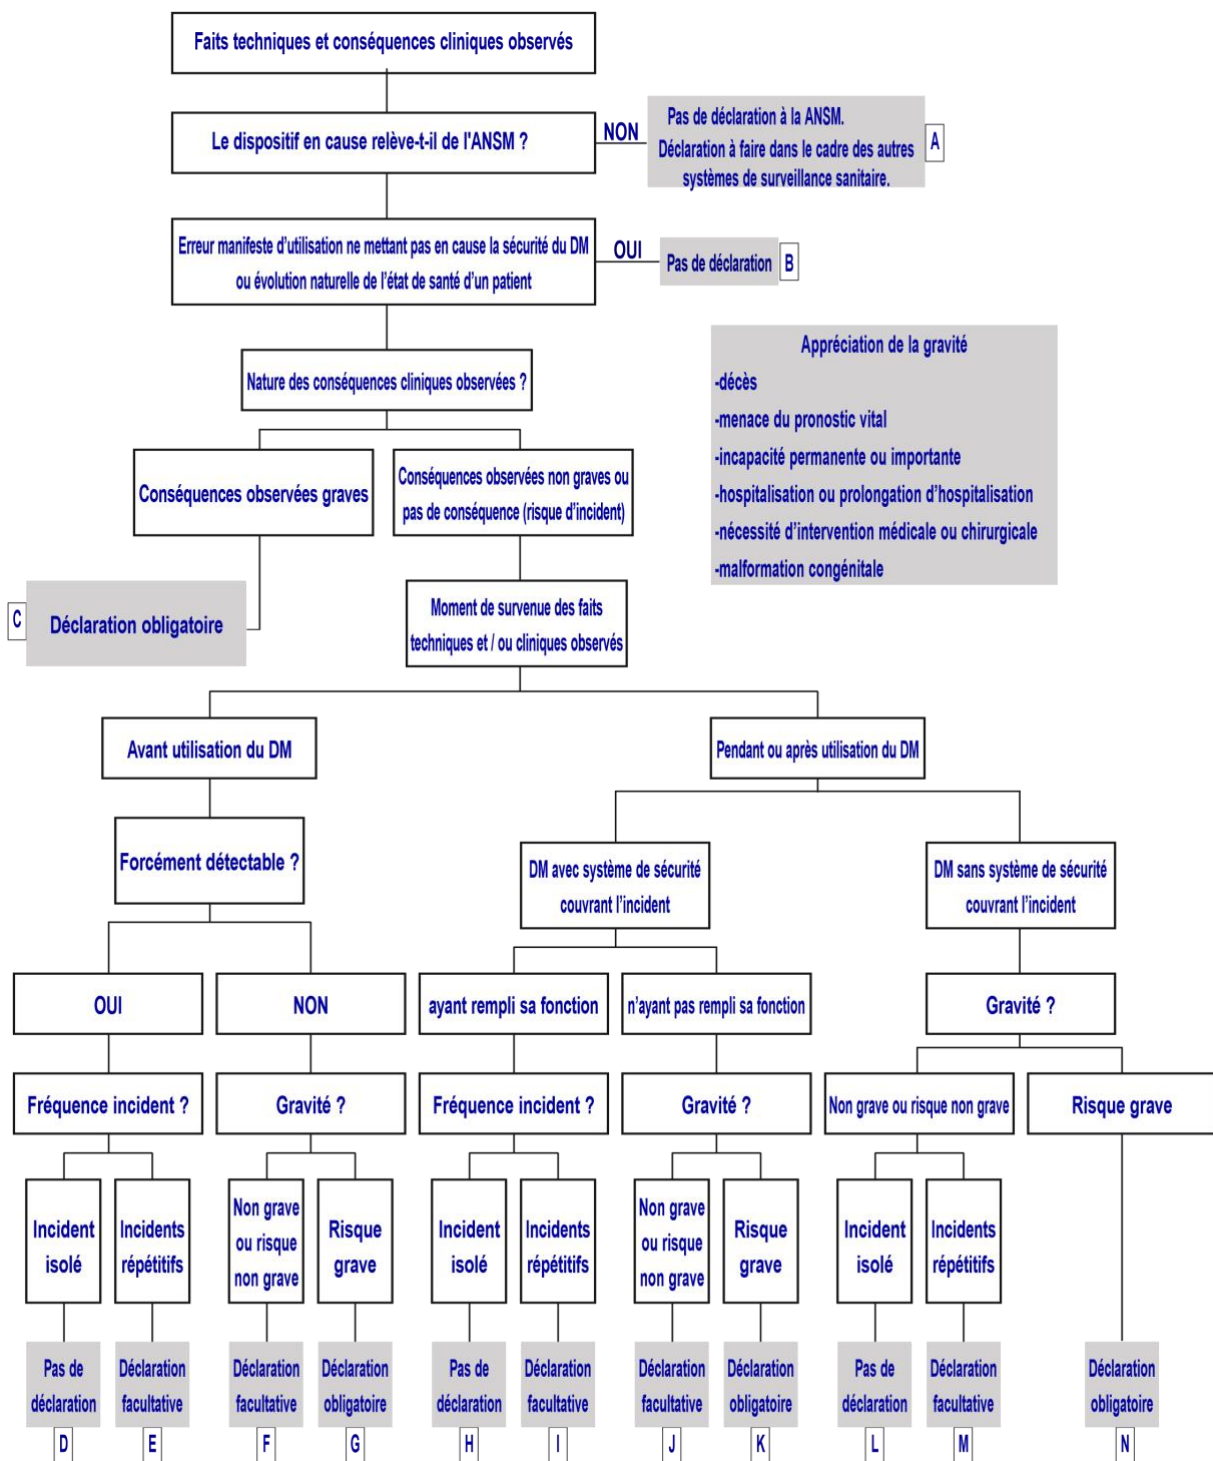 Faits techniques et conséquences cliniques observés
Le dispositif en cause relève-t-il de l'ANSM ?
NON
Pas de déclaration à la ANSM.
Déclaration à faire dans le cadre des autres
systèmes de surveillance sanitaire.
A
Erreur manifeste d'utilisation ne mettant pas en cause la sécurité du DM
ou évolution naturelle de l'état de santé d'un patient
OUI
Pas de déclaration
B
Nature des conséquences cliniques observées ?
Appréciation de la gravité
-décès
-menace du pronostic vital
-incapacité permanente ou importante
-hospitalisation ou prolongation d'hospitalisation
-nécessité d'intervention médicale ou chirurgicale
-malformation congénitale
Conséquences observées graves
Conséquences observées non graves ou
pas de conséquence (risque d'incident)
C
Déclaration obligatoire
Moment de survenue des faits
techniques et / ou cliniques observés
Avant utilisation du DM
Pendant ou après utilisation du DM
Forcément détectable ?
DM avec système de sécurité
couvrant l'incident
DM sans système de sécurité
couvrant l'incident
OUI
NON
ayant rempli sa fonction
n'ayant pas rempli sa fonction
Gravité ?
Fréquence incident ?
Gravité ?
Fréquence incident ?
Gravité ?
Non grave ou risque non grave
Risque grave
Incident
isolé
Incidents
répétitifs
Non grave
ou risque
non grave
Risque
grave
Incident
isolé
Incidents
répétitifs
Non grave
ou risque
non grave
Risque
grave
Incident
isolé
Incidents
répétitifs
Pas de
déclaration
Déclaration
facultative
Déclaration
facultative
Déclaration
obligatoire
Pas de
déclaration
Déclaration
facultative
Déclaration
facultative
Déclaration
obligatoire
Pas de
déclaration
Déclaration
facultative
Déclaration
obligatoire
D
E
F
G
H
I
J
K
L
M
N